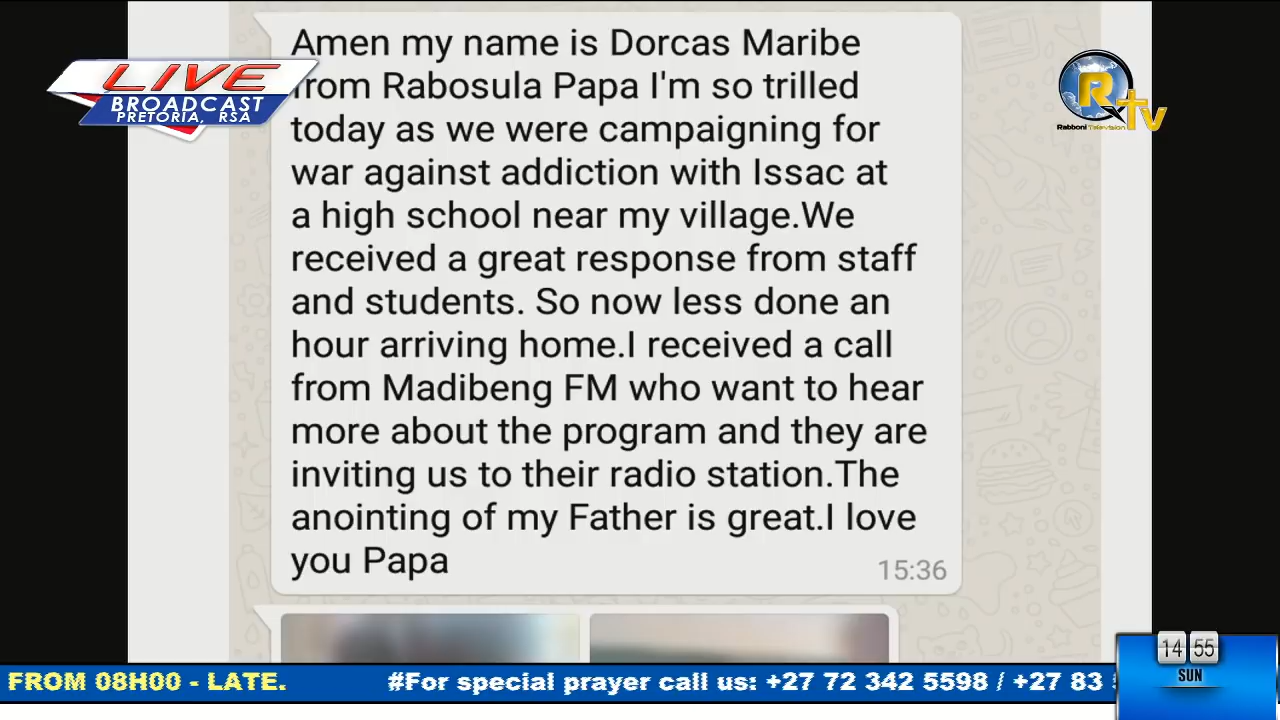 Amen my name is Dorcas Maribe
from Rabosula Papa I'm so trilled
today as we were campaigning for
war against addiction with Issac at
a high school near my village.We
received a great response from staff
and students. So now less done an
hour arriving home.I received a call
from Madibeng FM who want to hear
more about the program and they are
inviting us to their radio station.The
anointing of my Father is great.I love
you Papa
15:36
LIVE
BROADCAST
PRETORIA, RSA
R tv
Rabboni Television
FROM 08H00 - LATE. #For special prayer call us: +27 72 342 5598 / +27 83
14 55
SUN